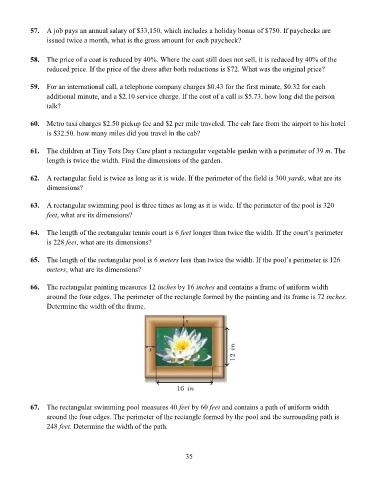 57. A job pays an annual salary of $33,150, which includes a holiday bonus of $750. If paychecks are
issued twice a month, what is the gross amount for each paycheck?
58. The price of a coat is reduced by 40%. Where the coat still does not sell, it is reduced by 40% of the
reduced price. If the price of the dress after both reductions is $72. What was the original price?
59. For an international call, a telephone company charges $0.43 for the first minute, $0.32 for each
additional minute, and a $2.10 service charge. If the cost of a call is $5.73, how long did the person
talk?
60. Metro taxi charges $2.50 pickup fee and $2 per mile traveled. The cab fare from the airport to his hotel
is $32.50. how many miles did you travel in the cab?
61. The children at Tiny Tots Day Care plant a rectangular vegetable garden with a perimeter of 39 m. The
length is twice the width. Find the dimensions of the garden.
62. A rectangular field is twice as long as it is wide. If the perimeter of the field is 300 yards, what are its
dimensions?
63. A rectangular swimming pool is three times as long as it is wide. If the perimeter of the pool is 320
feet, what are its dimensions?
64. The length of the rectangular tennis court is 6 feet longer than twice the width. If the court's perimeter
is 228 feet, what are its dimensions?
65. The length of the rectangular pool is 6 meters less than twice the width. If the pool's perimeter is 126
meters, what are its dimensions?
66. The rectangular painting measures 12 inches by 16 inches and contains a frame of uniform width
around the four edges. The perimeter of the rectangle formed by the painting and its frame is 72 inches.
Determine the width of the frame.
x
x
12 in
16 in
67. The rectangular swimming pool measures 40 feet by 60 feet and contains a path of uniform width
around the four edges. The perimeter of the rectangle formed by the pool and the surrounding path is
248 feet. Determine the width of the path.
35